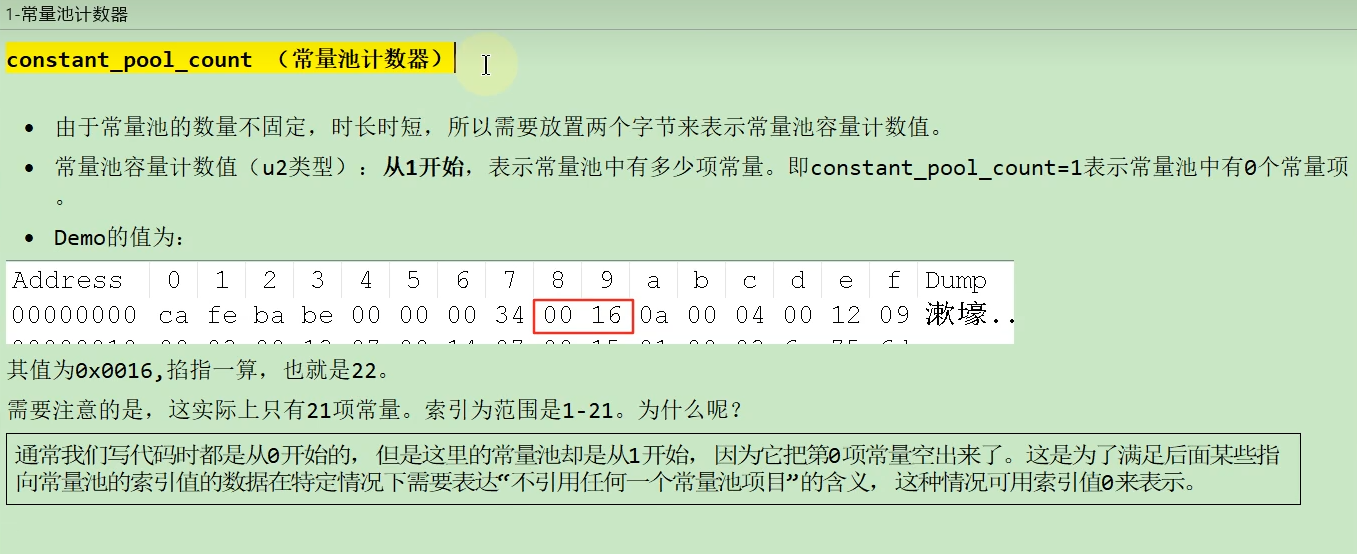 1-常量池计数器
constant_pool_count （常量池计数器）
• 由于常量池的数量不固定，时长时短，所以需要放置两个字节来表示常量池容量计数值。
• 常量池容量计数值（u2类型）：从1开始，表示常量池中有多少项常量。即constant_pool_count=1表示常量池中有0个常量项
。
• Demo的值为：
Address 0 1 2 3 4 5 6 7 8 9 a b c d e f Dump
00000000 ca fe ba be 00 00 00 34 00 16 0a 00 04 00 12 09 漱壕..
其值为0x0016,掐指一算，也就是22。
需要注意的是，这实际上只有21项常量。索引为范围是1-21。为什么呢？
通常我们写代码时都是从0开始的，但是这里的常量池却是从1开始，因为它把第0项常量空出来了。这是为了满足后面某些指
向常量池的索引值的数据在特定情况下需要表达“不引用任何一个常量池项目”的含义，这种情况可用索引值0来表示。